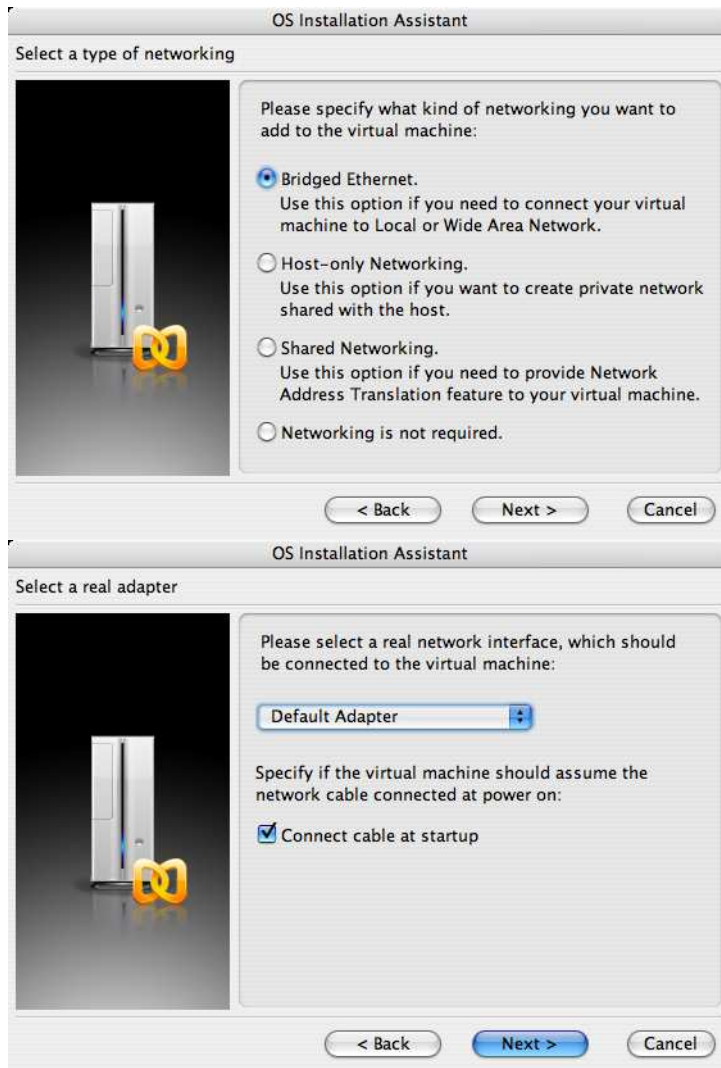 OS Installation Assistant
Select a type of networking
Please specify what kind of networking you want to
add to the virtual machine:
Bridged Ethernet.
Use this option if you need to connect your virtual
machine to Local or Wide Area Network.
Host-only Networking.
Use this option if you want to create private network
shared with the host.
Shared Networking.
Use this option if you need to provide Network
Address Translation feature to your virtual machine.
Networking is not required.
< Back
Next >
Cancel
OS Installation Assistant
Select a real adapter
Please select a real network interface, which should
be connected to the virtual machine:
Default Adapter
Specify if the virtual machine should assume the
network cable connected at power on:
Connect cable at startup
< Back
Next >
Cancel